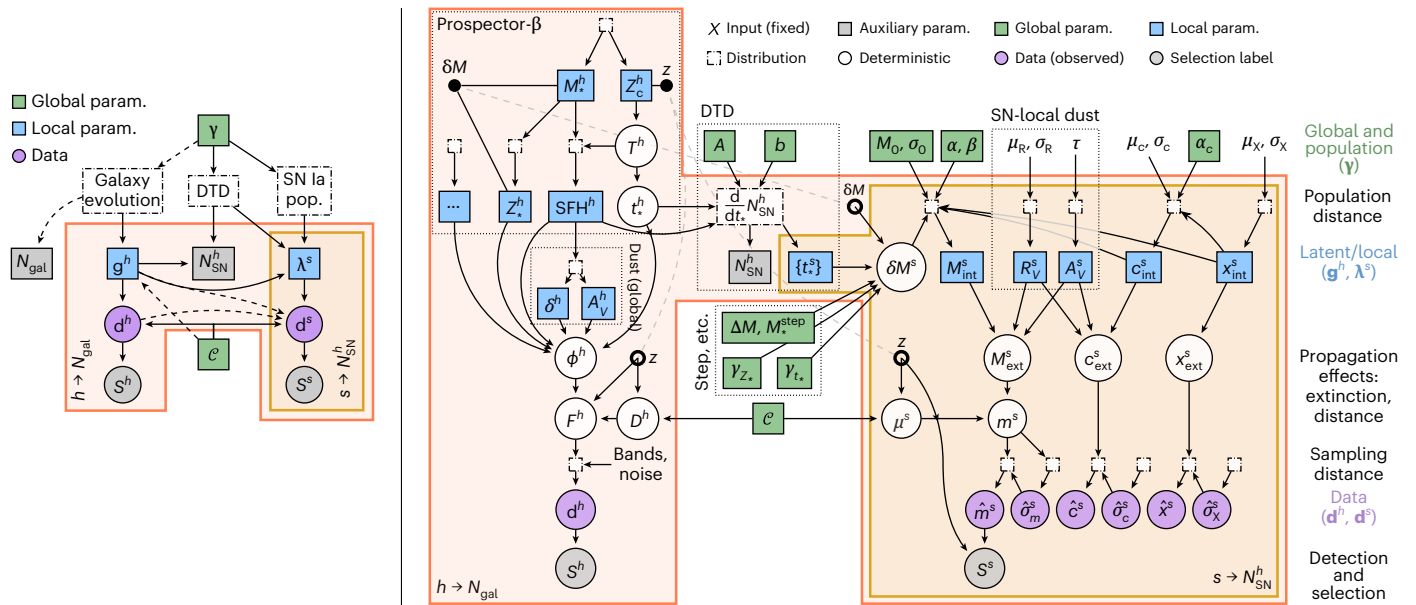 Global param.
Local param.
Data
γ
Galaxy
evolution
DTD
SN Ia
pop.
N_gal
g^h
N^h_SN
λ^s
d^h
d^s
C
S^h
S^s
h → N_gal
s → N^h_SN
Prospector-β
X Input (fixed)
Auxiliary param.
Global param.
Local param.
Distribution
Deterministic
Data (observed)
Selection label
δM
M^h_*
Z^h_c
z
T^h
...
Z^h_*
SFH^h
t^h_*
Dust (global)
δ^h
A^h_V
ϕ^h
z
F^h
D^h
Bands,
noise
d^h
S^h
h → N_gal
DTD
A
b
d/dt_* N^h_SN
N^h_SN
{t^s_*}
δM
δM^s
Step, etc.
ΔM, M^step_*
γ_Z*
γ_t*
C
M_0, σ_0
α, β
SN-local dust
μ_R, σ_R
τ
μ_c, σ_c
α_c
μ_X, σ_X
M^s_int
R^s_V
A^s_V
c^s_int
x^s_int
z
M^s_ext
c^s_ext
x^s_ext
μ^s
m^s
m̂^s
σ̂^s_m
ĉ^s
σ̂^s_c
x̂^s
σ̂^s_X
S^s
s → N^h_SN
Global and
population
(γ)
Population
distance
Latent/local
(g^h, λ^s)
Propagation
effects:
extinction,
distance
Sampling
distance
Data
(d^h, d^s)
Detection
and
selection